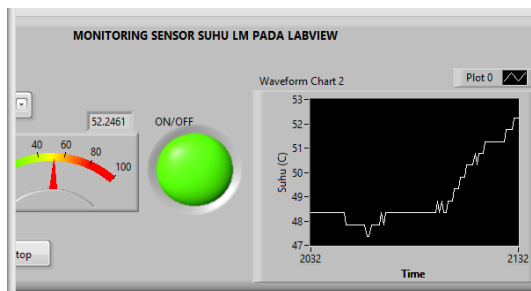 MONITORING SENSOR SUHU LM PADA LABVIEW
Waveform Chart 2
Plot 0
52.2461
ON/OFF
40
60
80
100
top
Suhu (C)
53
52
51
50
49
48
47
2032
2132
Time